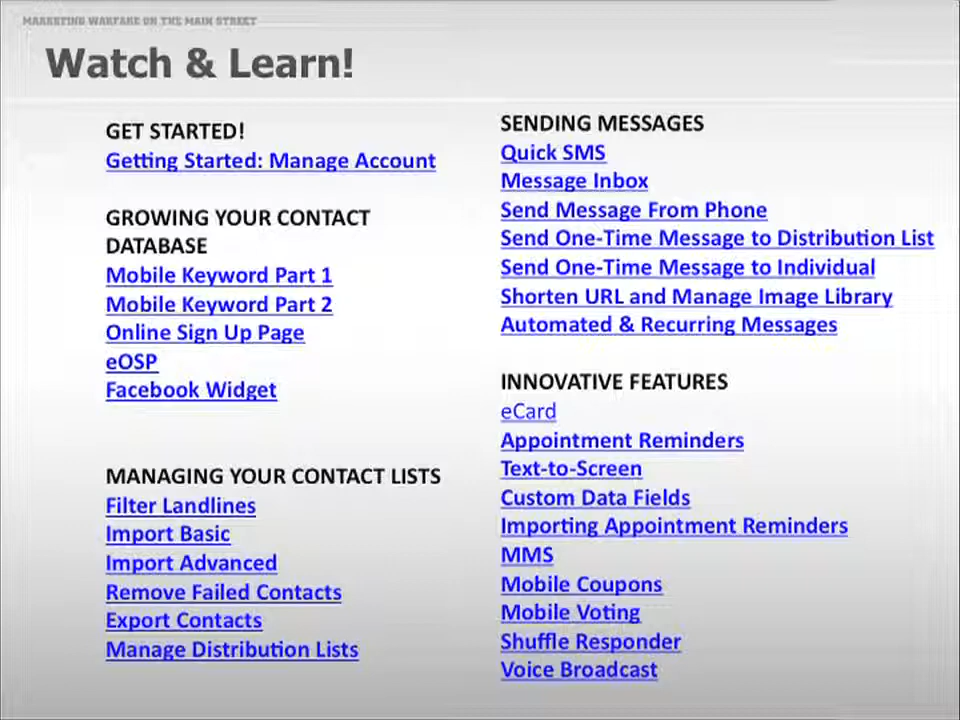 MARKETING WARFARE ON THE MAIN STREET
Watch & Learn!
GET STARTED!
Getting Started: Manage Account
GROWING YOUR CONTACT
DATABASE
Mobile Keyword Part 1
Mobile Keyword Part 2
Online Sign Up Page
eOSP
Facebook Widget
MANAGING YOUR CONTACT LISTS
Filter Landlines
Import Basic
Import Advanced
Remove Failed Contacts
Export Contacts
Manage Distribution Lists
SENDING MESSAGES
Quick SMS
Message Inbox
Send Message From Phone
Send One-Time Message to Distribution List
Send One-Time Message to Individual
Shorten URL and Manage Image Library
Automated & Recurring Messages
INNOVATIVE FEATURES
eCard
Appointment Reminders
Text-to-Screen
Custom Data Fields
Importing Appointment Reminders
MMS
Mobile Coupons
Mobile Voting
Shuffle Responder
Voice Broadcast